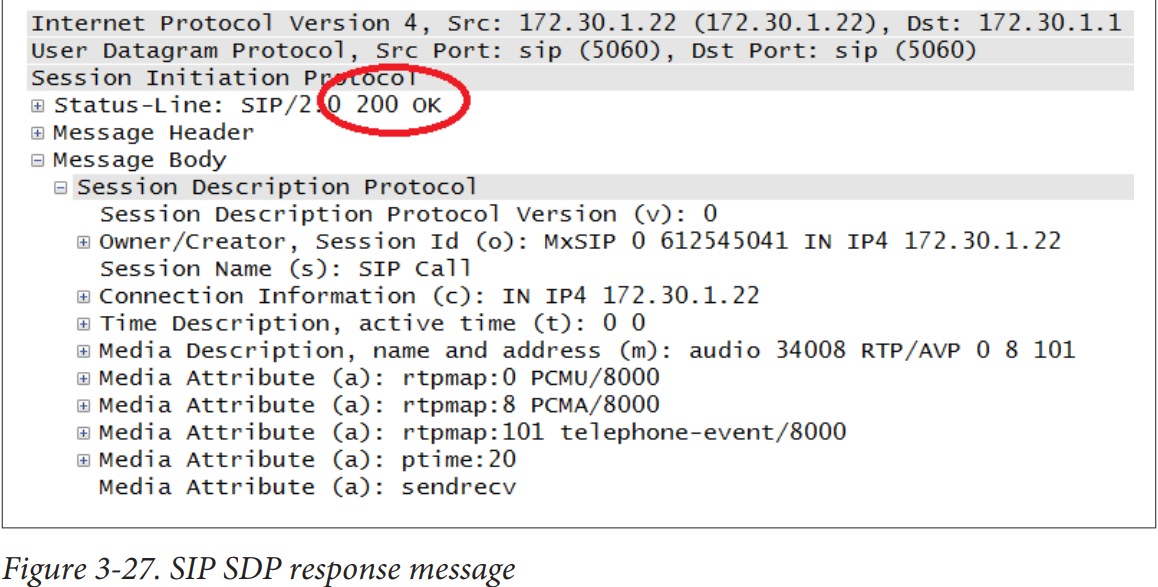 Internet Protocol Version 4, Src: 172.30.1.22 (172.30.1.22), Dst: 172.30.1.1
User Datagram Protocol, Src Port: sip (5060), Dst Port: sip (5060)
Session Initiation Protocol
Status-Line: SIP/2.0 200 OK
Message Header
Message Body
Session Description Protocol
Session Description Protocol Version (v): 0
Owner/Creator, Session Id (o): MxSIP 0 612545041 IN IP4 172.30.1.22
Session Name (s): SIP Call
Connection Information (c): IN IP4 172.30.1.22
Time Description, active time (t): 0 0
Media Description, name and address (m): audio 34008 RTP/AVP 0 8 101
Media Attribute (a): rtpmap:0 PCMU/8000
Media Attribute (a): rtpmap:8 PCMA/8000
Media Attribute (a): rtpmap:101 telephone-event/8000
Media Attribute (a): ptime:20
Media Attribute (a): sendrecv
Figure 3-27. SIP SDP response message